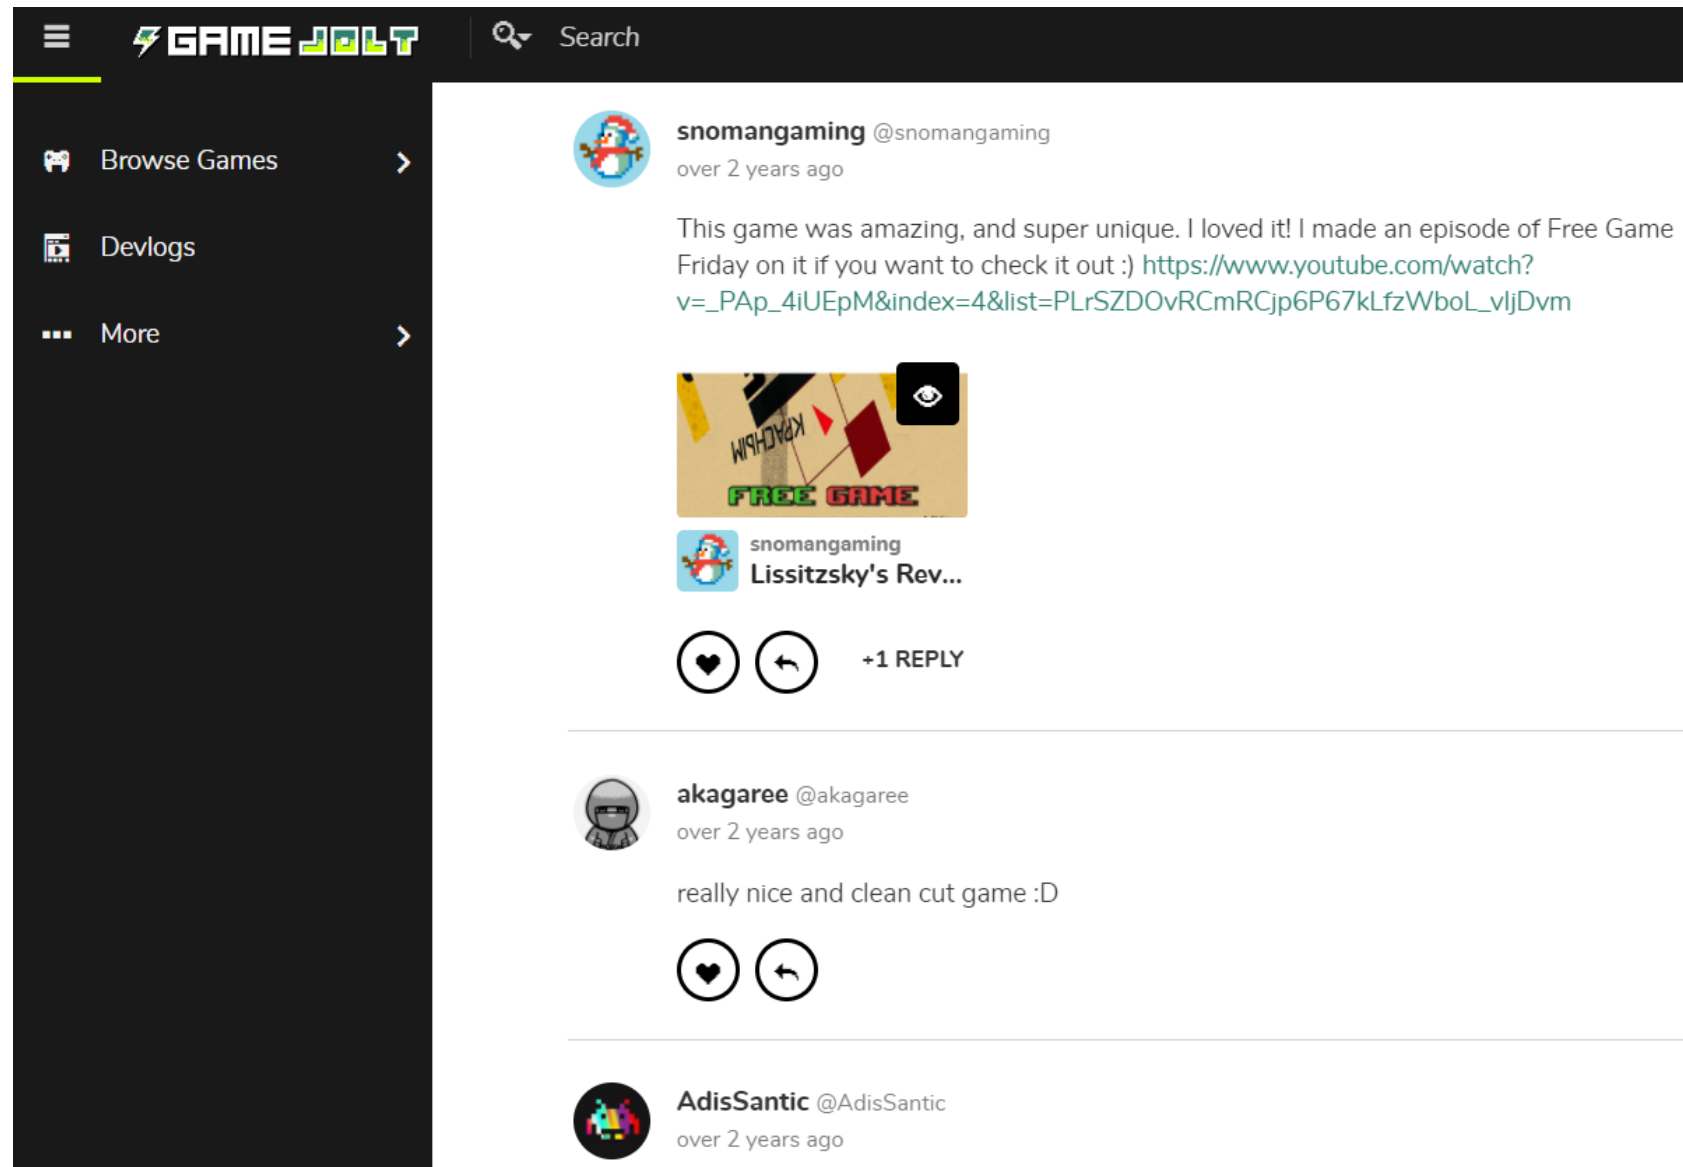 GAME JOLT
Search
Browse Games
Devlogs
More
snomangaming @snomangaming
over 2 years ago
This game was amazing, and super unique. I loved it! I made an episode of Free Game
Friday on it if you want to check it out :) https://www.youtube.com/watch?
v=_PAp_4iUEpM&index=4&list=PLrSZDOvRCmRCjp6P67kLfzWboL_vljDvm
КРАСНЫМ
FREE GAME
snomangaming
Lissitzsky's Rev...
+1 REPLY
akagaree @akagaree
over 2 years ago
really nice and clean cut game :D
AdisSantic @AdisSantic
over 2 years ago